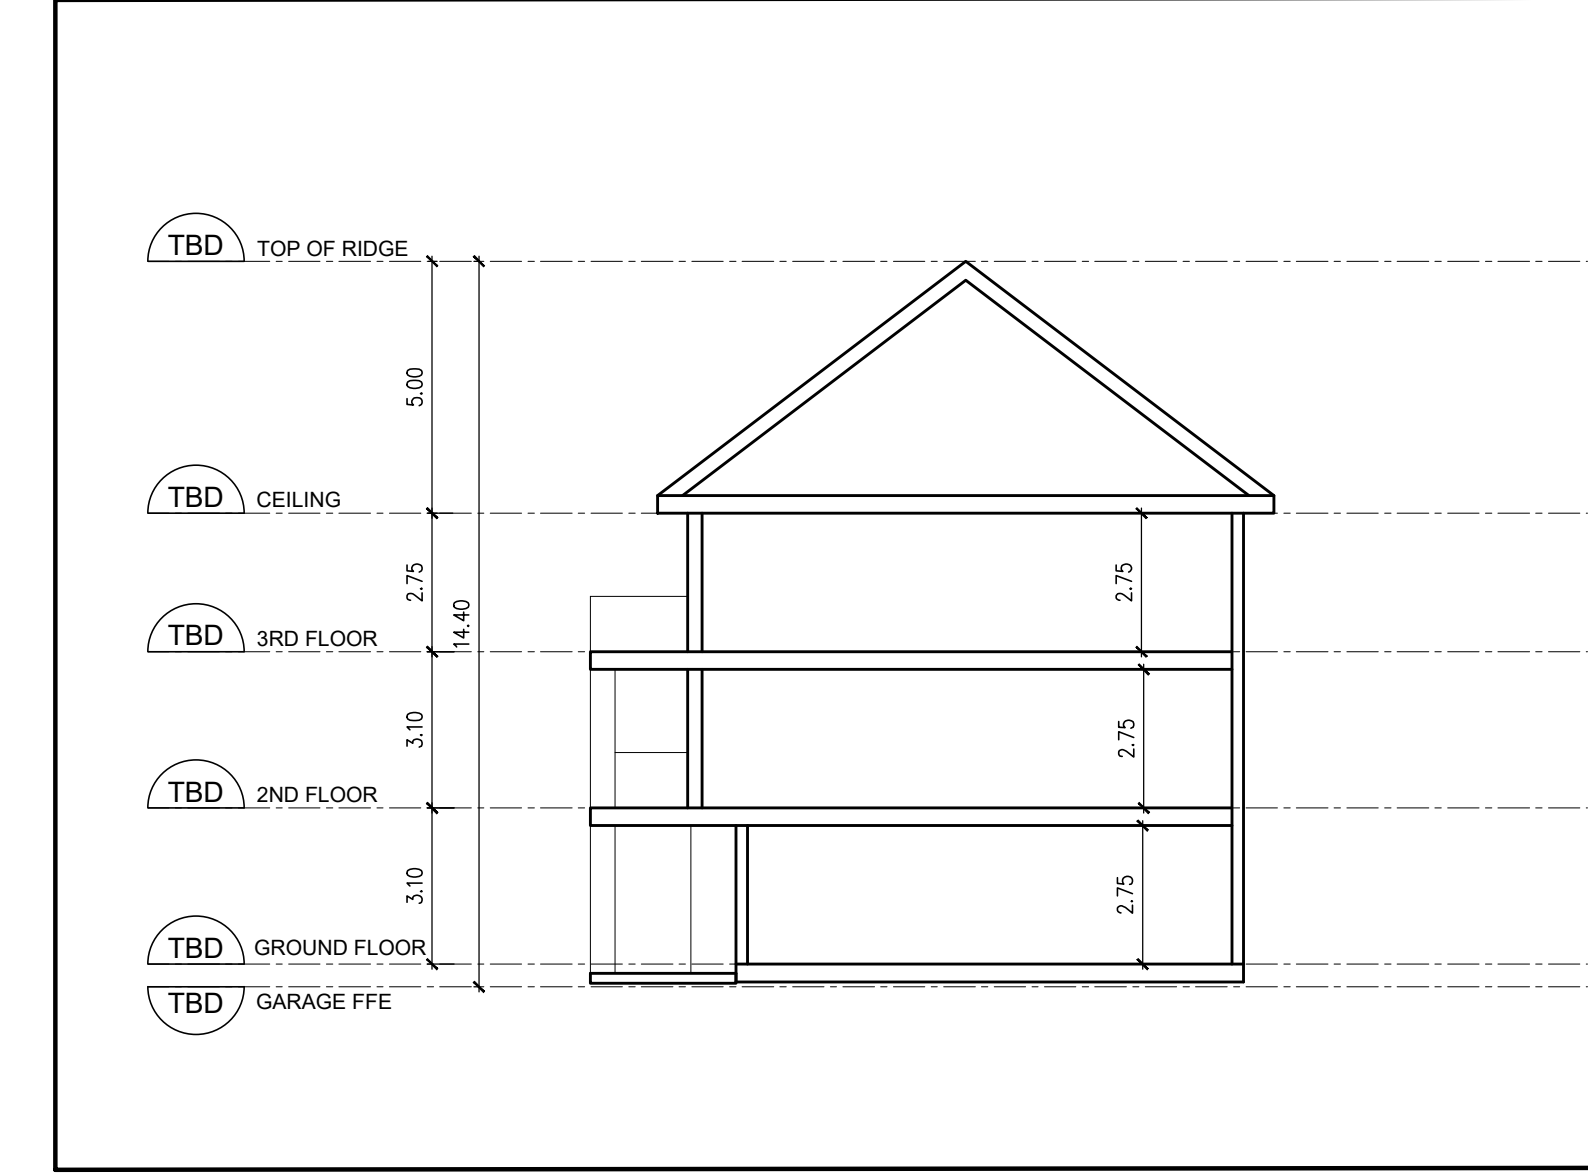 TBD TOP OF RIDGE
5.00
TBD CEILING
2.75
2.75
14.40
TBD 3RD FLOOR
3.10
2.75
TBD 2ND FLOOR
3.10
2.75
TBD GROUND FLOOR
TBD GARAGE FFE